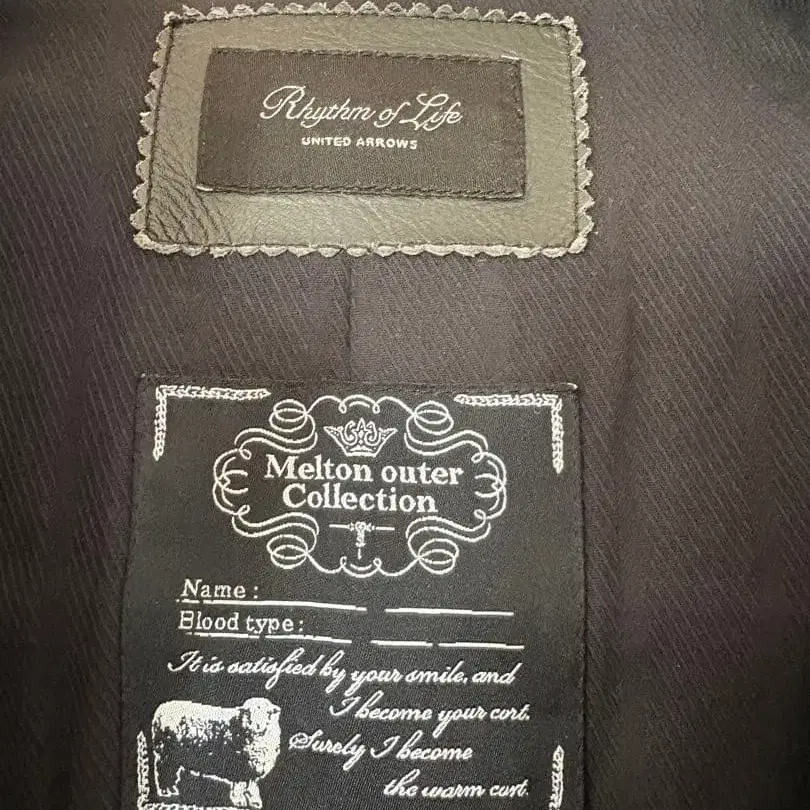 Rhythm of Life
UNITED ARROWS
Melton outer
Collection
Name :
Blood type :
It is satisfied by your smile, and
I become your cort.
Surely I become
the warm cort.